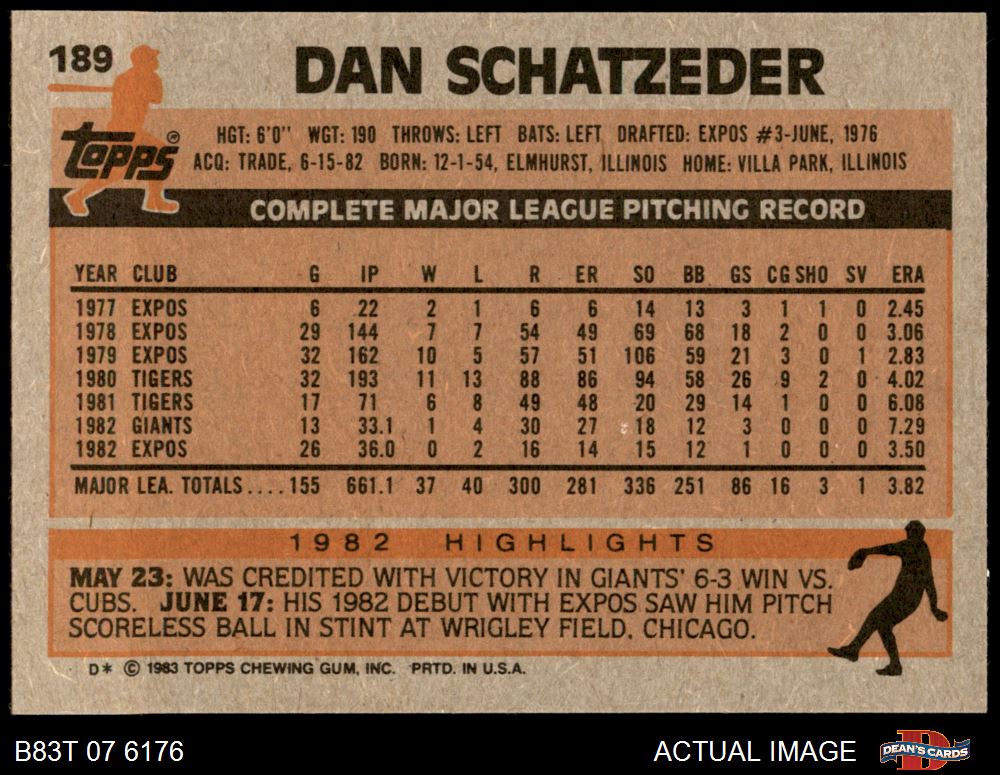 189 DAN SCHATZEDER
topps®
HGT: 6'0" WGT: 190 THROWS: LEFT BATS: LEFT DRAFTED: EXPOS #3-JUNE, 1976
ACQ: TRADE, 6-15-82 BORN: 12-1-54, ELMHURST, ILLINOIS HOME: VILLA PARK, ILLINOIS
COMPLETE MAJOR LEAGUE PITCHING RECORD
YEAR CLUB G IP W L R ER SO BB GS CG SHO SV ERA
1977 EXPOS 6 22 2 1 6 6 14 13 3 1 1 0 2.45
1978 EXPOS 29 144 7 7 54 49 69 68 18 2 0 0 3.06
1979 EXPOS 32 162 10 5 57 51 106 59 21 3 0 1 2.83
1980 TIGERS 32 193 11 13 88 86 94 58 26 9 2 0 4.02
1981 TIGERS 17 71 6 8 49 48 20 29 14 1 0 0 6.08
1982 GIANTS 13 33.1 1 4 30 27 18 12 3 0 0 0 7.29
1982 EXPOS 26 36.0 0 2 16 14 15 12 1 0 0 0 3.50
MAJOR LEA. TOTALS.... 155 661.1 37 40 300 281 336 251 86 16 3 1 3.82
1982 HIGHLIGHTS
MAY 23: WAS CREDITED WITH VICTORY IN GIANTS' 6-3 WIN VS.
CUBS. JUNE 17: HIS 1982 DEBUT WITH EXPOS SAW HIM PITCH
SCORELESS BALL IN STINT AT WRIGLEY FIELD, CHICAGO.
D* © 1983 TOPPS CHEWING GUM, INC. PRTD. IN U.S.A.
B83T 07 6176 ACTUAL IMAGE DEAN'S CARDS